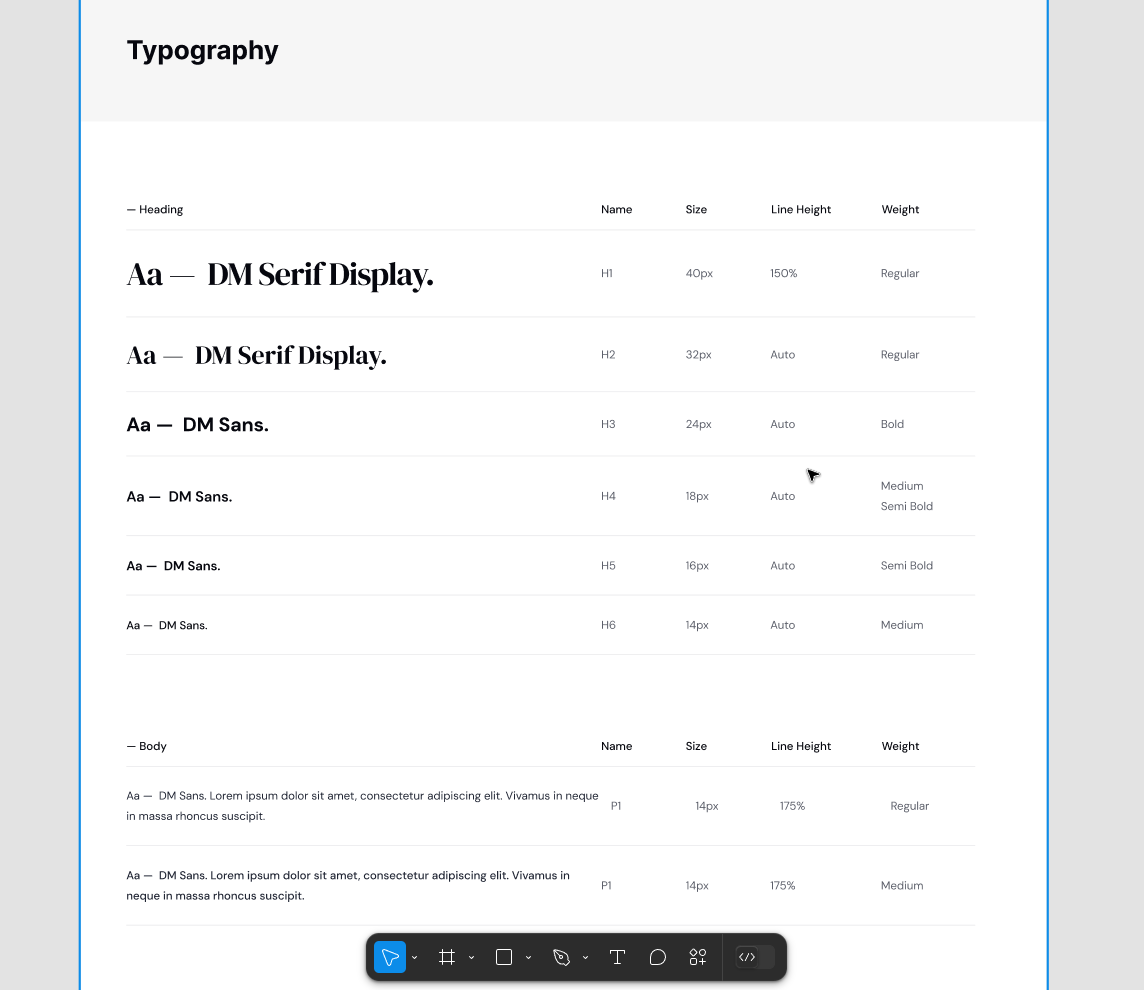 Typography
— Heading Name Size Line Height Weight
Aa — DM Serif Display. H1 40px 150% Regular
Aa — DM Serif Display. H2 32px Auto Regular
Aa — DM Sans. H3 24px Auto Bold
Aa — DM Sans. H4 18px Auto Medium
Semi Bold
Aa — DM Sans. H5 16px Auto Semi Bold
Aa — DM Sans. H6 14px Auto Medium
— Body Name Size Line Height Weight
Aa — DM Sans. Lorem ipsum dolor sit amet, consectetur adipiscing elit. Vivamus in neque
in massa rhoncus suscipit.
P1 14px 175% Regular
Aa — DM Sans. Lorem ipsum dolor sit amet, consectetur adipiscing elit. Vivamus in
neque in massa rhoncus suscipit.
P1 14px 175% Medium